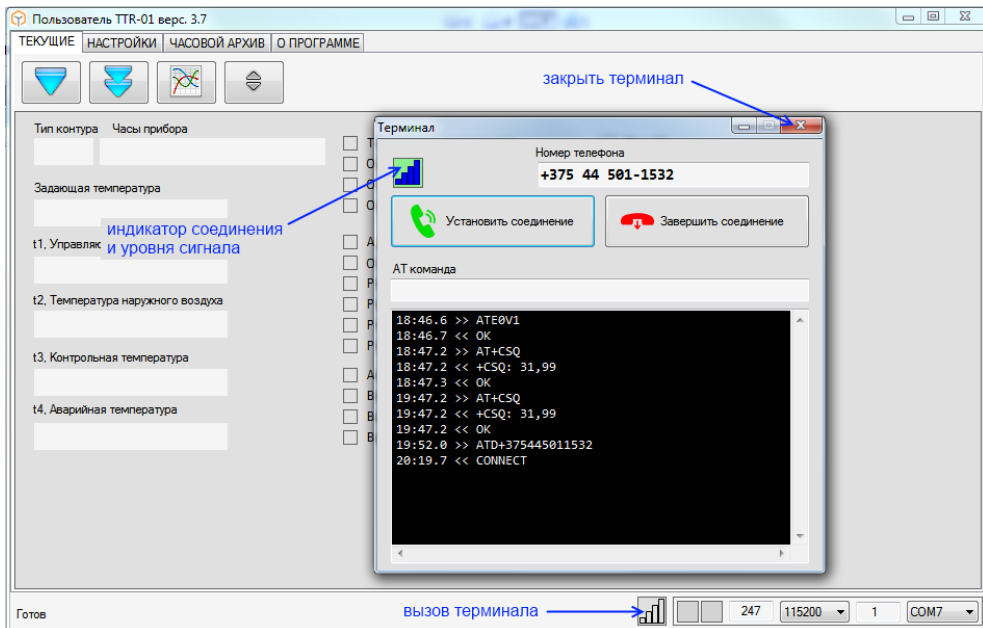 Пользователь TTR-01 верс. 3.7
ТЕКУЩИЕ НАСТРОЙКИ ЧАСОВОЙ АРХИВ О ПРОГРАММЕ
закрыть терминал
Тип контура Часы прибора
Терминал
Номер телефона
+375 44 501-1532
Задающая температура
Установить соединение Завершить соединение
индикатор соединения
и уровня сигнала
t1, Управляю
АТ команда
t2, Температура наружного воздуха
t3, Контрольная температура
t4, Аварийная температура
18:46.6 >> ATE0V1
18:46.7 << OK
18:47.2 >> AT+CSQ
18:47.2 << +CSQ: 31,99
18:47.3 << OK
19:47.2 >> AT+CSQ
19:47.2 << +CSQ: 31,99
19:47.2 << OK
19:52.0 >> ATD+375445011532
20:19.7 << CONNECT
Готов
вызов терминала
247 115200 1 COM7